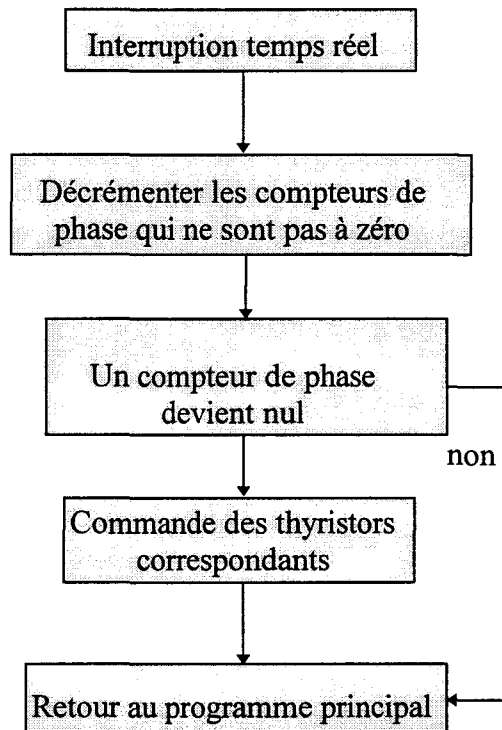 Interruption temps réel
Décrémenter les compteurs de
phase qui ne sont pas à zéro
Un compteur de phase
devient nul
non
Commande des thyristors
correspondants
Retour au programme principal